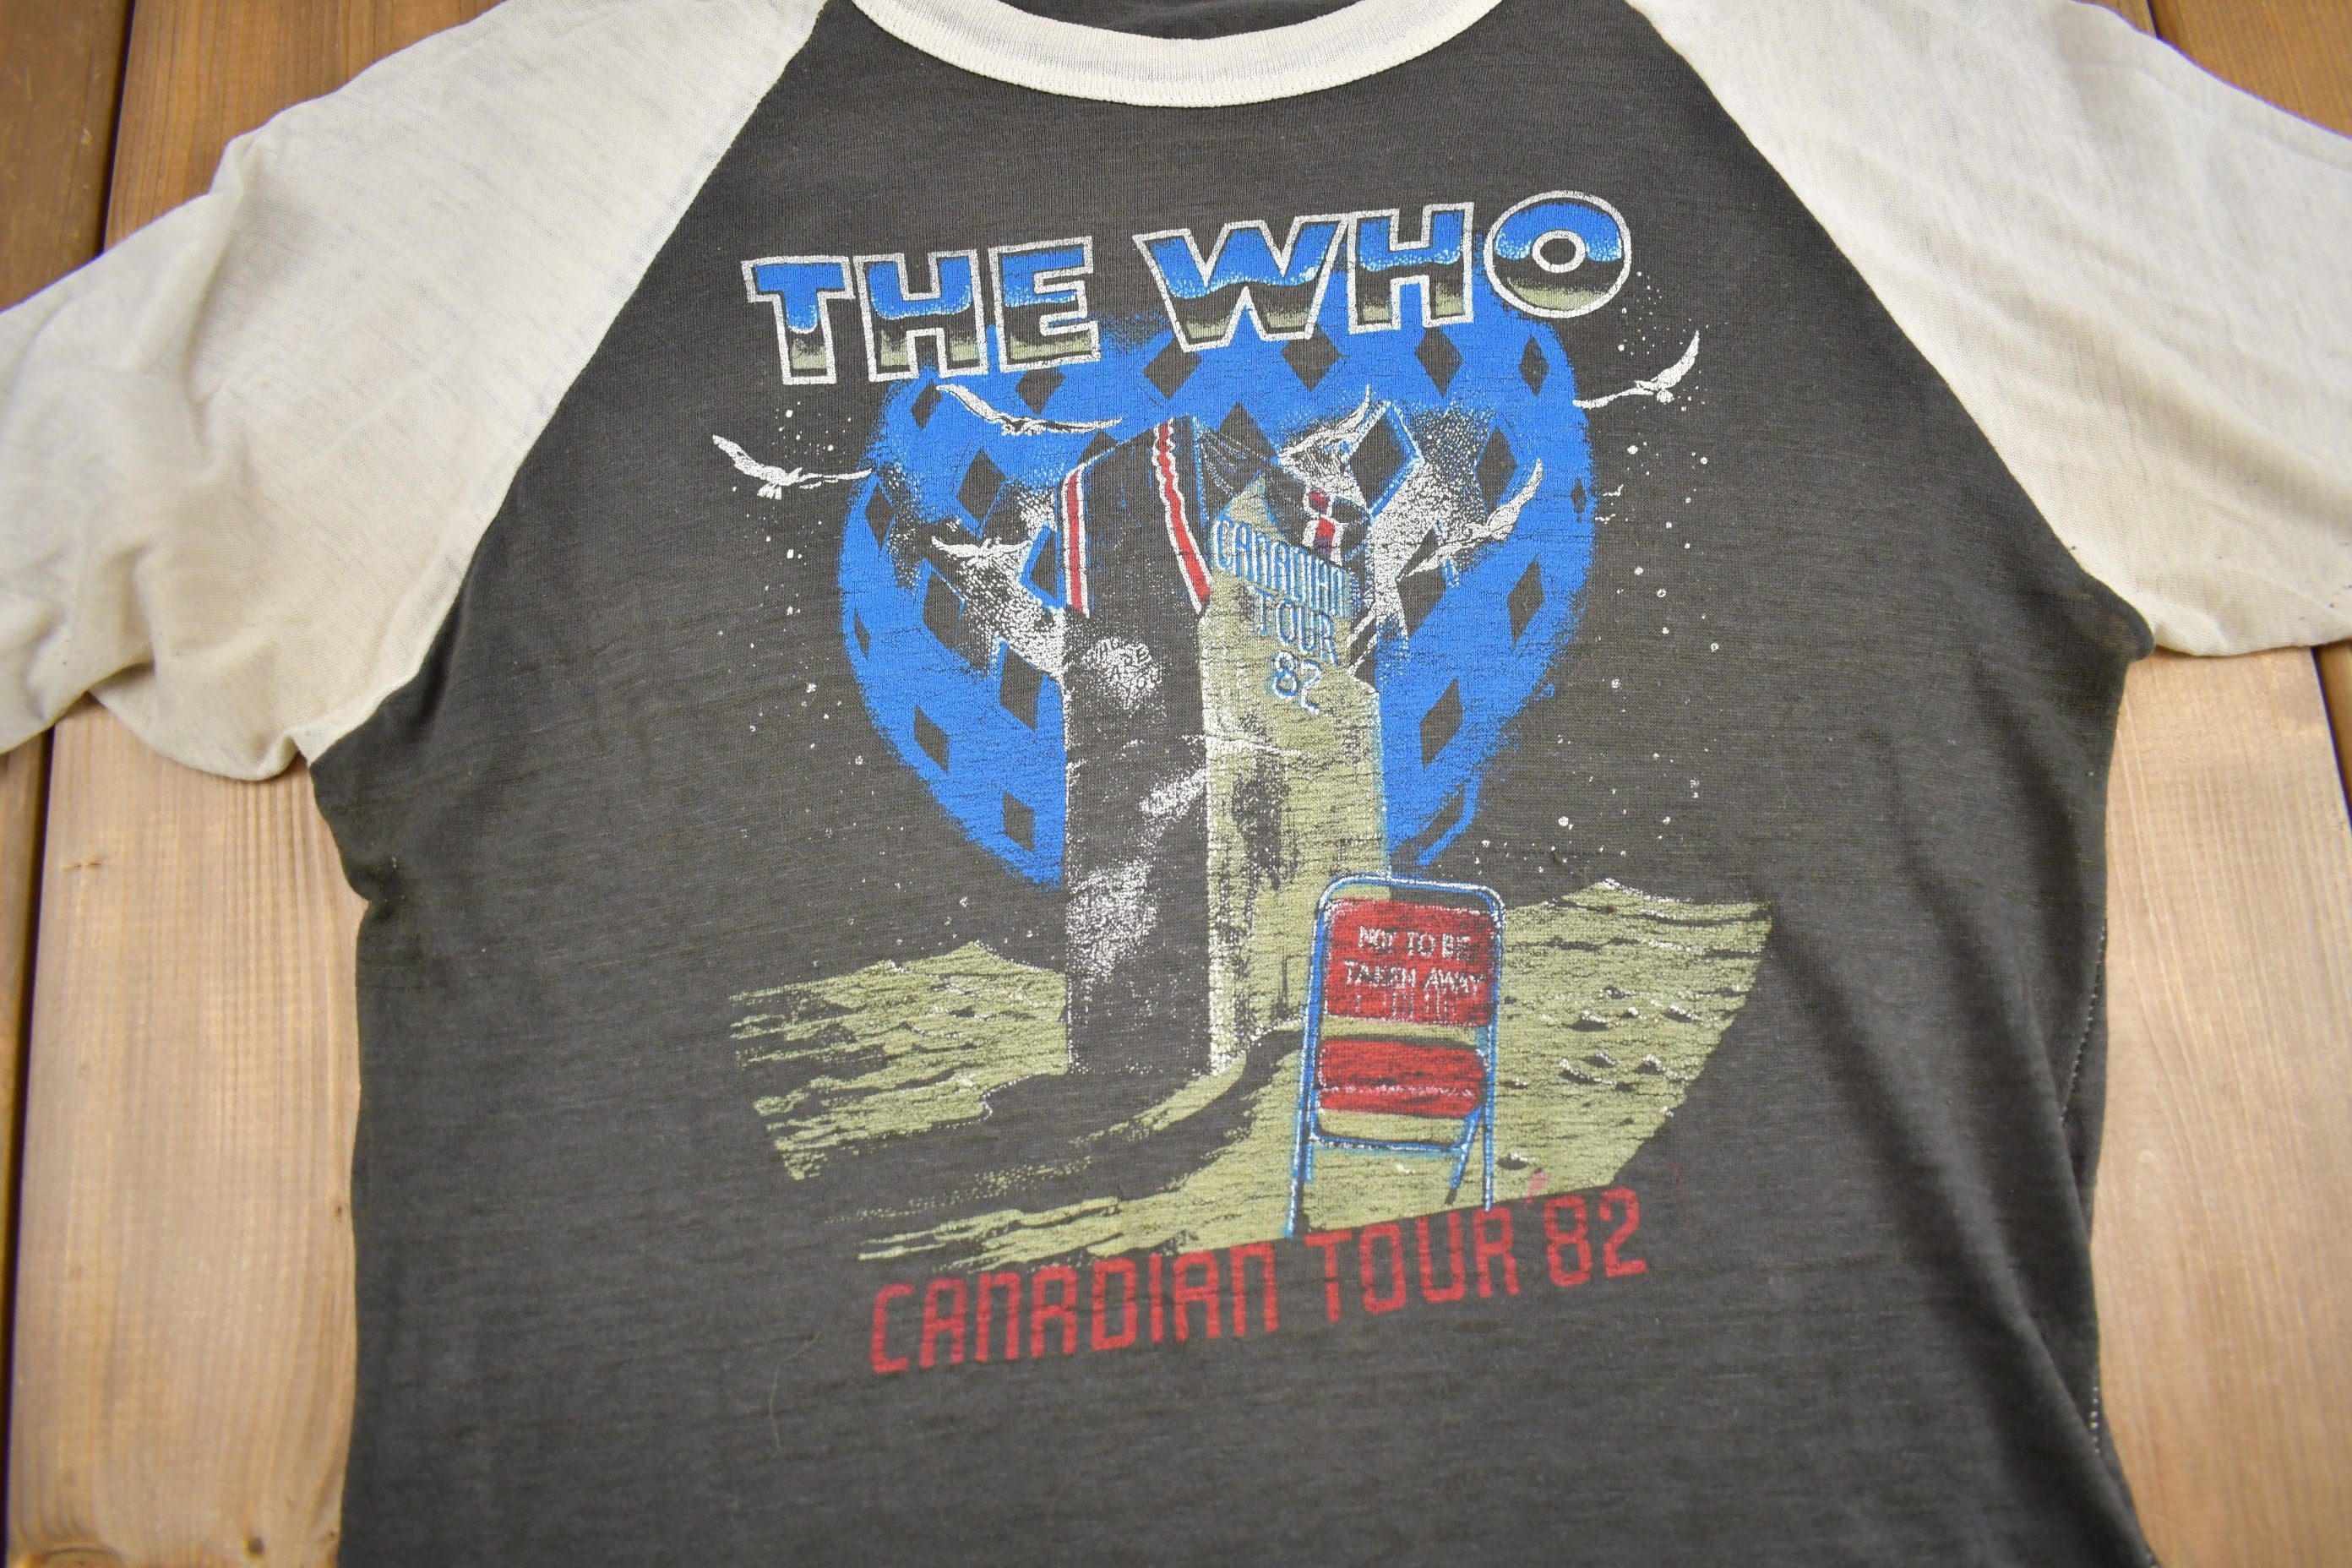 THE WHO
CANADIAN
TOUR
82
NOT TO BE
TAKEN AWAY
CANADIAN TOUR '82